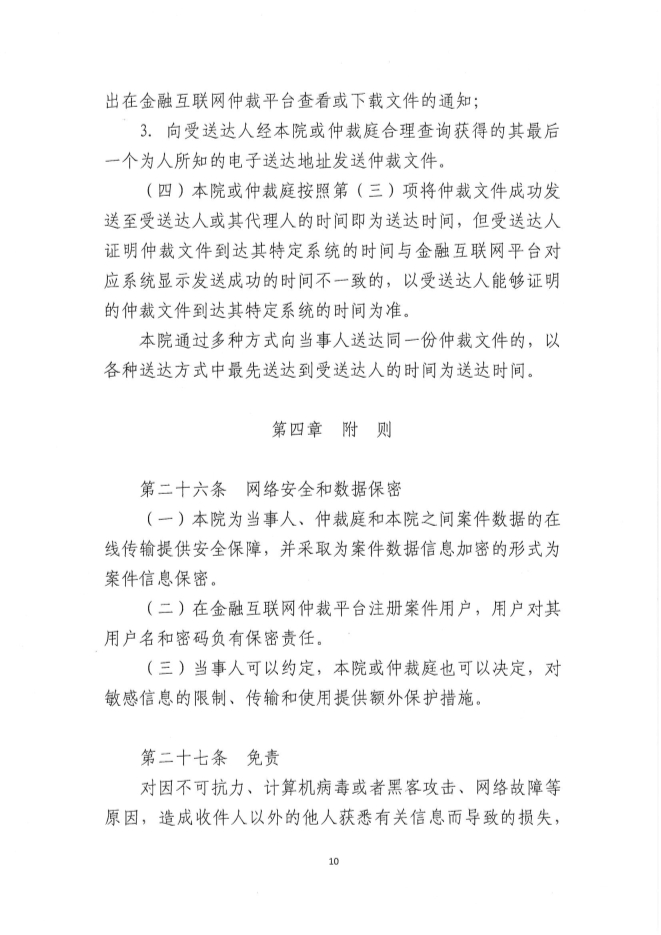 出在金融互联网仲裁平台查看或下载文件的通知；
3. 向受送达人经本院或仲裁庭合理查询获得的其最后
一个为人所知的电子送达地址发送仲裁文件。
（四）本院或仲裁庭按照第（三）项将仲裁文件成功发
送至受送达人或其代理人的时间即为送达时间，但受送达人
证明仲裁文件到达其特定系统的时间与金融互联网平台对
应系统显示发送成功的时间不一致的，以受送达人能够证明
的仲裁文件到达其特定系统的时间为准。
本院通过多种方式向当事人送达同一份仲裁文件的，以
各种送达方式中最先送达到受送达人的时间为送达时间。
第四章 附 则
第二十六条 网络安全和数据保密
（一）本院为当事人、仲裁庭和本院之间案件数据的在
线传输提供安全保障，并采取为案件数据信息加密的形式为
案件信息保密。
（二）在金融互联网仲裁平台注册案件用户，用户对其
用户名和密码负有保密责任。
（三）当事人可以约定，本院或仲裁庭也可以决定，对
敏感信息的限制、传输和使用提供额外保护措施。
第二十七条 免责
对因不可抗力、计算机病毒或者黑客攻击、网络故障等
原因，造成收件人以外的他人获悉有关信息而导致的损失，
10